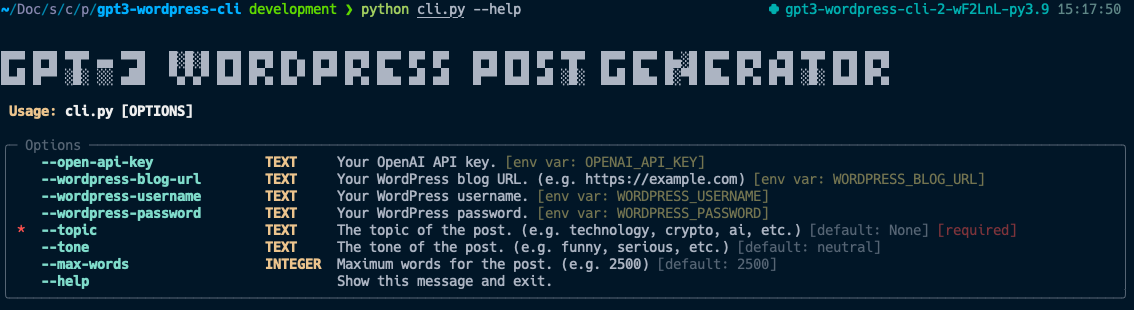 ~/Doc/s/c/p/gpt3-wordpress-cli development ❯ python cli.py --help gpt3-wordpress-cli-2-wF2LnL-py3.9 15:17:50
GPT-3 WORDPRESS POST GENERATOR
Usage: cli.py [OPTIONS]
Options
--open-api-key TEXT Your OpenAI API key. [env var: OPENAI_API_KEY]
--wordpress-blog-url TEXT Your WordPress blog URL. (e.g. https://example.com) [env var: WORDPRESS_BLOG_URL]
--wordpress-username TEXT Your WordPress username. [env var: WORDPRESS_USERNAME]
--wordpress-password TEXT Your WordPress password. [env var: WORDPRESS_PASSWORD]
* --topic TEXT The topic of the post. (e.g. technology, crypto, ai, etc.) [default: None] [required]
--tone TEXT The tone of the post. (e.g. funny, serious, etc.) [default: neutral]
--max-words INTEGER Maximum words for the post. (e.g. 2500) [default: 2500]
--help Show this message and exit.